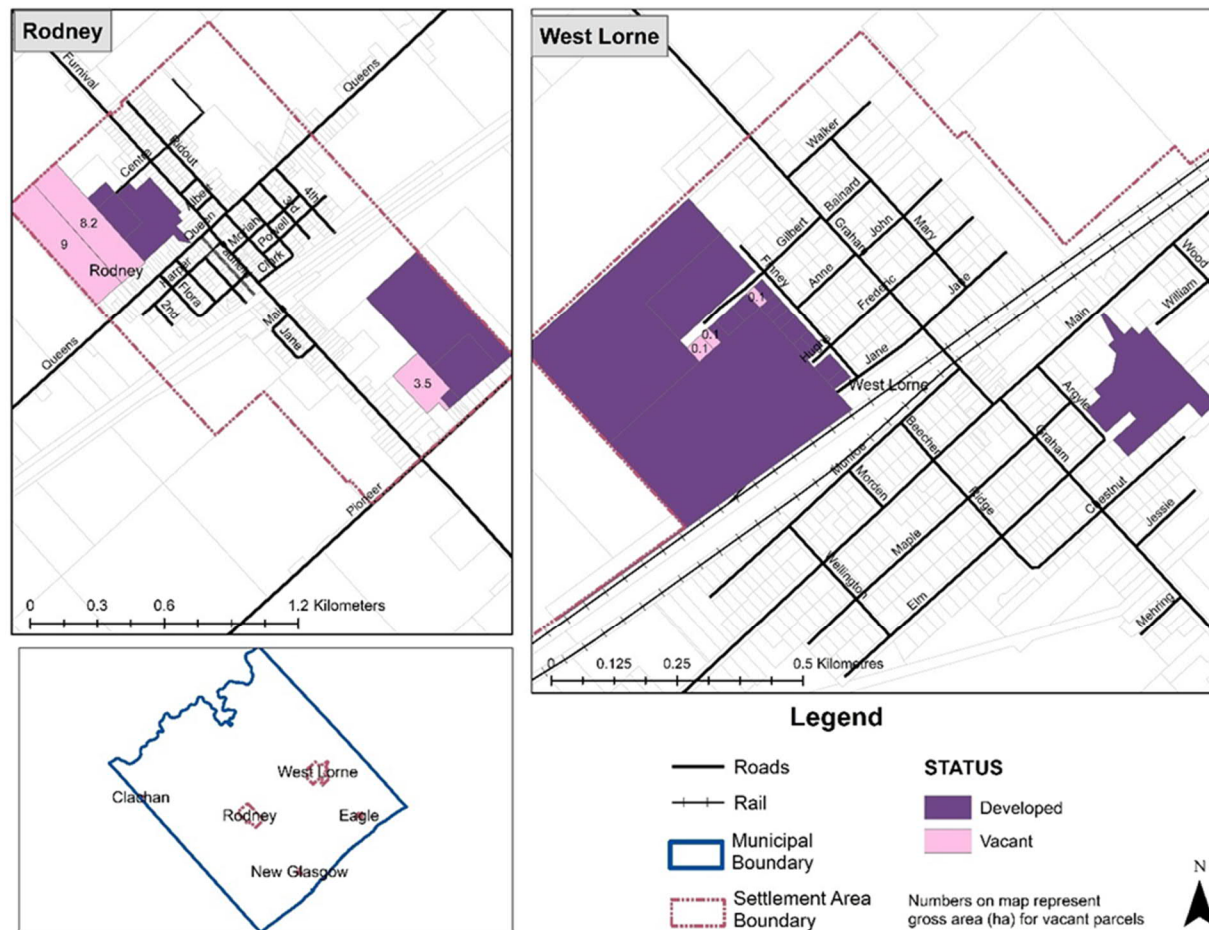 Rodney
Furnival
Queens
Ridout
Centre
Albert
4th
3rd
Queen
Moriah
Powell
8.2
9
Rodney
Clark
Harper
Flora
2nd
Main
Jane
Queens
3.5
Pioneer
0 0.3 0.6 1.2 Kilometers
West Lorne
Walker
Bainard
Gilbert
Graham
John
Mary
Finney
Anne
Frederic
Jane
Wood
William
Main
0.1
0.1
0.1
Jane
West Lorne
Argyle
Beecher
Graham
Munroe
Morden
Ridge
Chestnut
Jessie
Maple
Wellington
Elm
Mehring
0 0.125 0.25 0.5 Kilometres
West Lorne
Clachan
Rodney
Eagle
New Glasgow
Legend
Roads
Rail
Municipal
Boundary
Settlement Area
Boundary
STATUS
Developed
Vacant
Numbers on map represent
gross area (ha) for vacant parcels
N